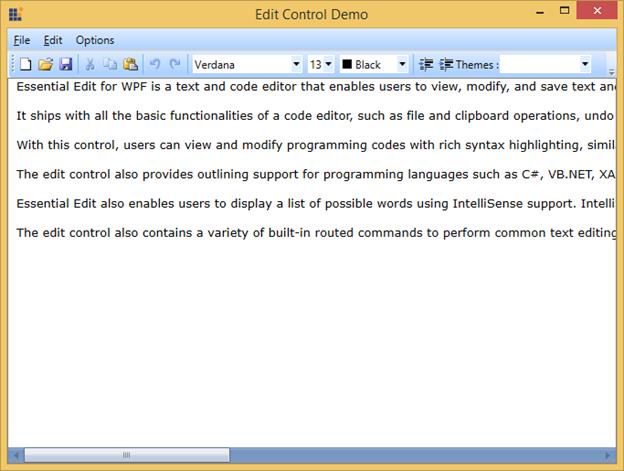 Edit Control Demo
File Edit Options
Verdana 13 Black Themes :
Essential Edit for WPF is a text and code editor that enables users to view, modify, and save text an
It ships with all the basic functionalities of a code editor, such as file and clipboard operations, undo
With this control, users can view and modify programming codes with rich syntax highlighting, simil
The edit control also provides outlining support for programming languages such as C#, VB.NET, XA
Essential Edit also enables users to display a list of possible words using IntelliSense support. Intelli
The edit control also contains a variety of built-in routed commands to perform common text editing